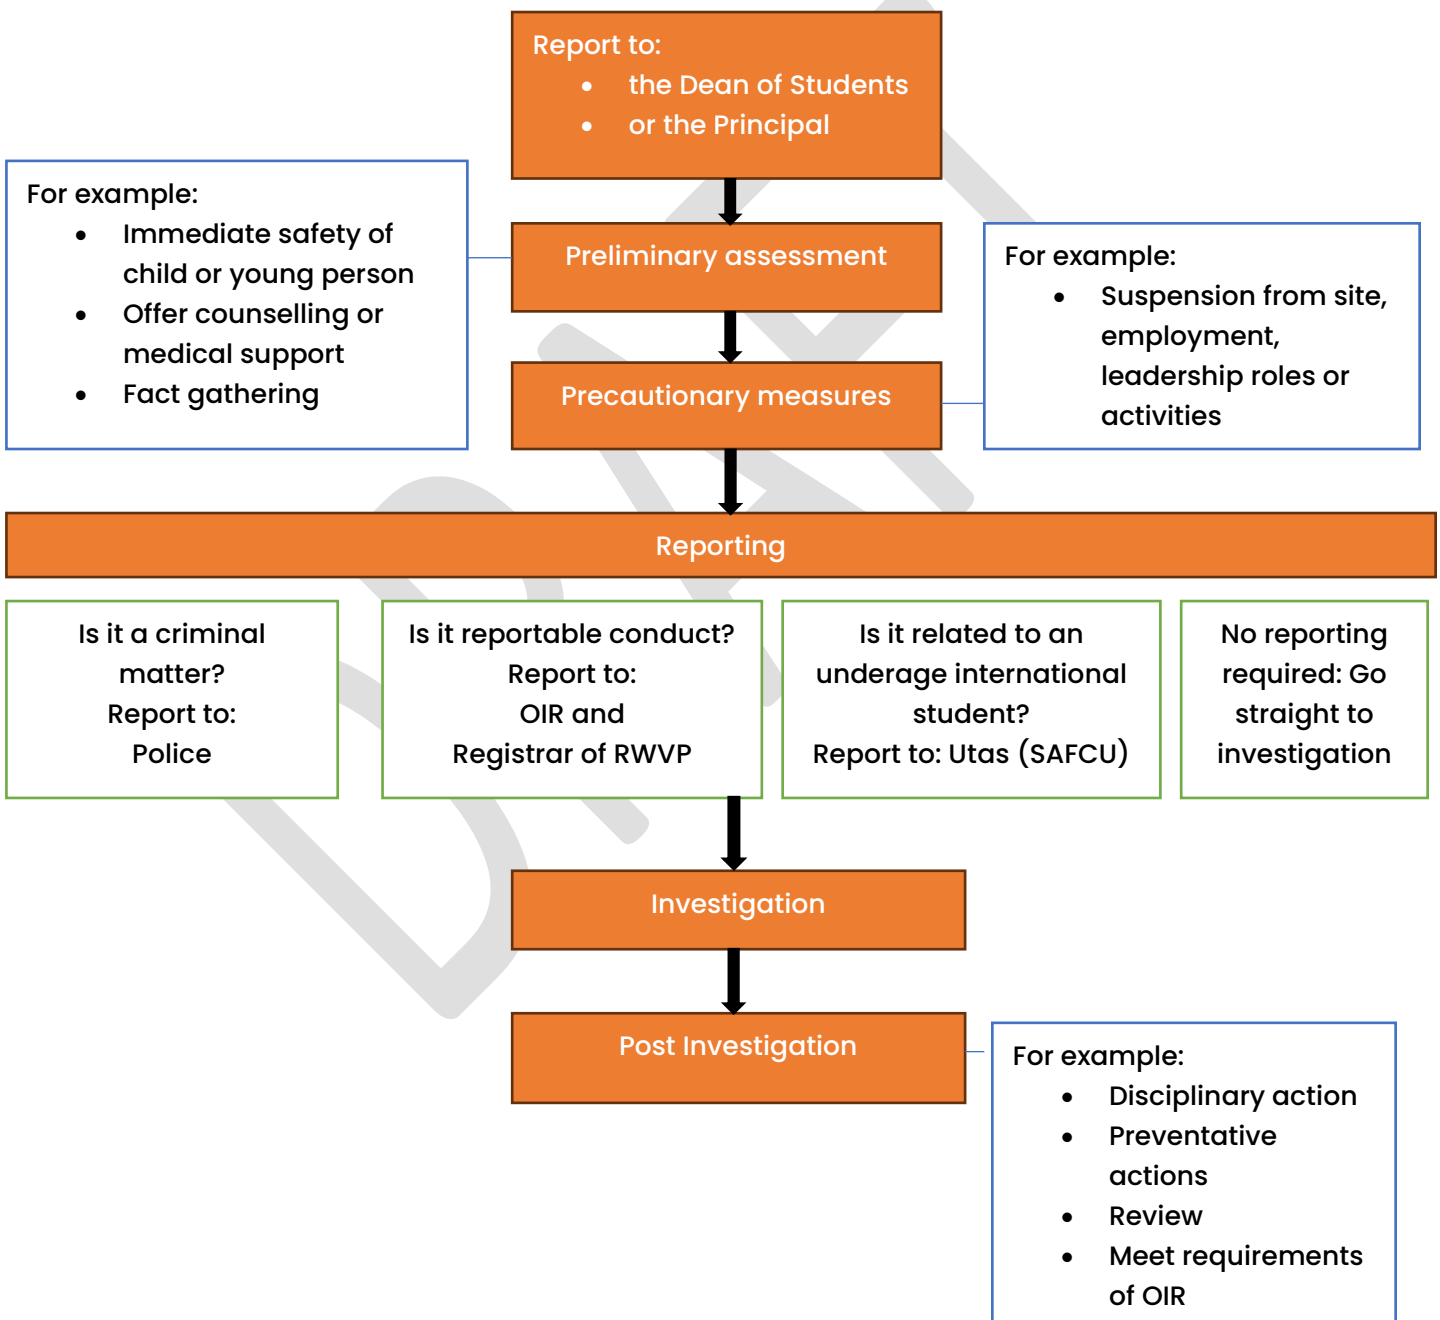 Report to:
• the Dean of Students
• or the Principal
For example:
• Immediate safety of
child or young person
• Offer counselling or
medical support
• Fact gathering
Preliminary assessment
For example:
• Suspension from site,
employment,
leadership roles or
activities
Precautionary measures
Reporting
Is it a criminal
matter?
Report to:
Police
Is it reportable conduct?
Report to:
OIR and
Registrar of RWVP
Is it related to an
underage international
student?
Report to: Utas (SAFCU)
No reporting
required: Go
straight to
investigation
Investigation
Post Investigation
For example:
• Disciplinary action
• Preventative
actions
• Review
• Meet requirements
of OIR
DRAFT